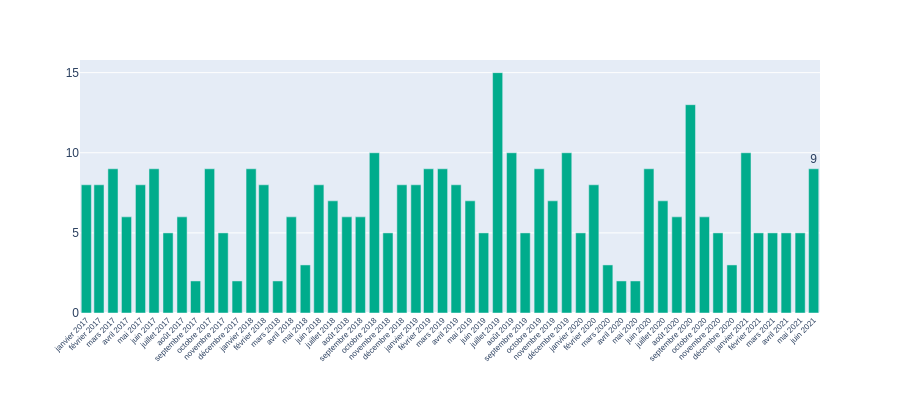 15
10
5
0
9
janvier 2017
février 2017
mars 2017
avril 2017
mai 2017
juin 2017
juillet 2017
août 2017
septembre 2017
octobre 2017
novembre 2017
décembre 2017
janvier 2018
février 2018
mars 2018
avril 2018
mai 2018
juin 2018
juillet 2018
août 2018
septembre 2018
octobre 2018
novembre 2018
décembre 2018
janvier 2019
février 2019
mars 2019
avril 2019
mai 2019
juin 2019
juillet 2019
août 2019
septembre 2019
octobre 2019
novembre 2019
décembre 2019
janvier 2020
février 2020
mars 2020
avril 2020
mai 2020
juin 2020
juillet 2020
août 2020
septembre 2020
octobre 2020
novembre 2020
décembre 2020
janvier 2021
février 2021
mars 2021
avril 2021
mai 2021
juin 2021